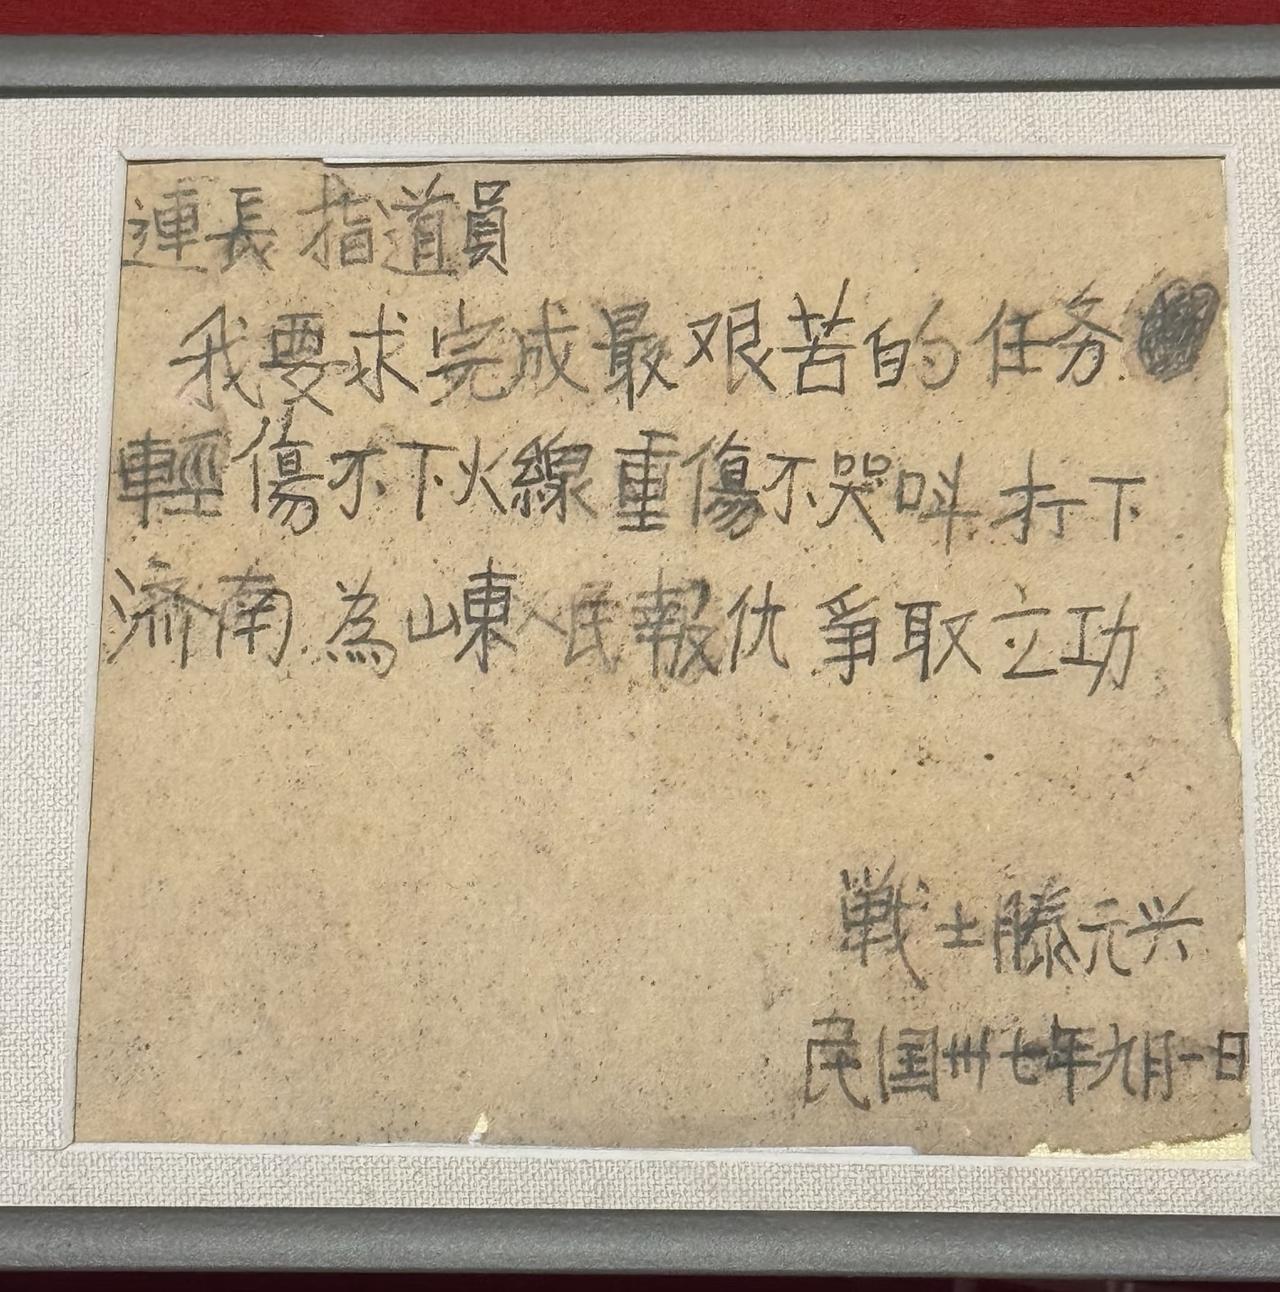 連長指道員
我要求完成最艰苦的任务
輕傷不下火線重傷不哭叫打下
济南為山東人民報仇爭取立功
戰士滕元兴
民国卅七年九月一日